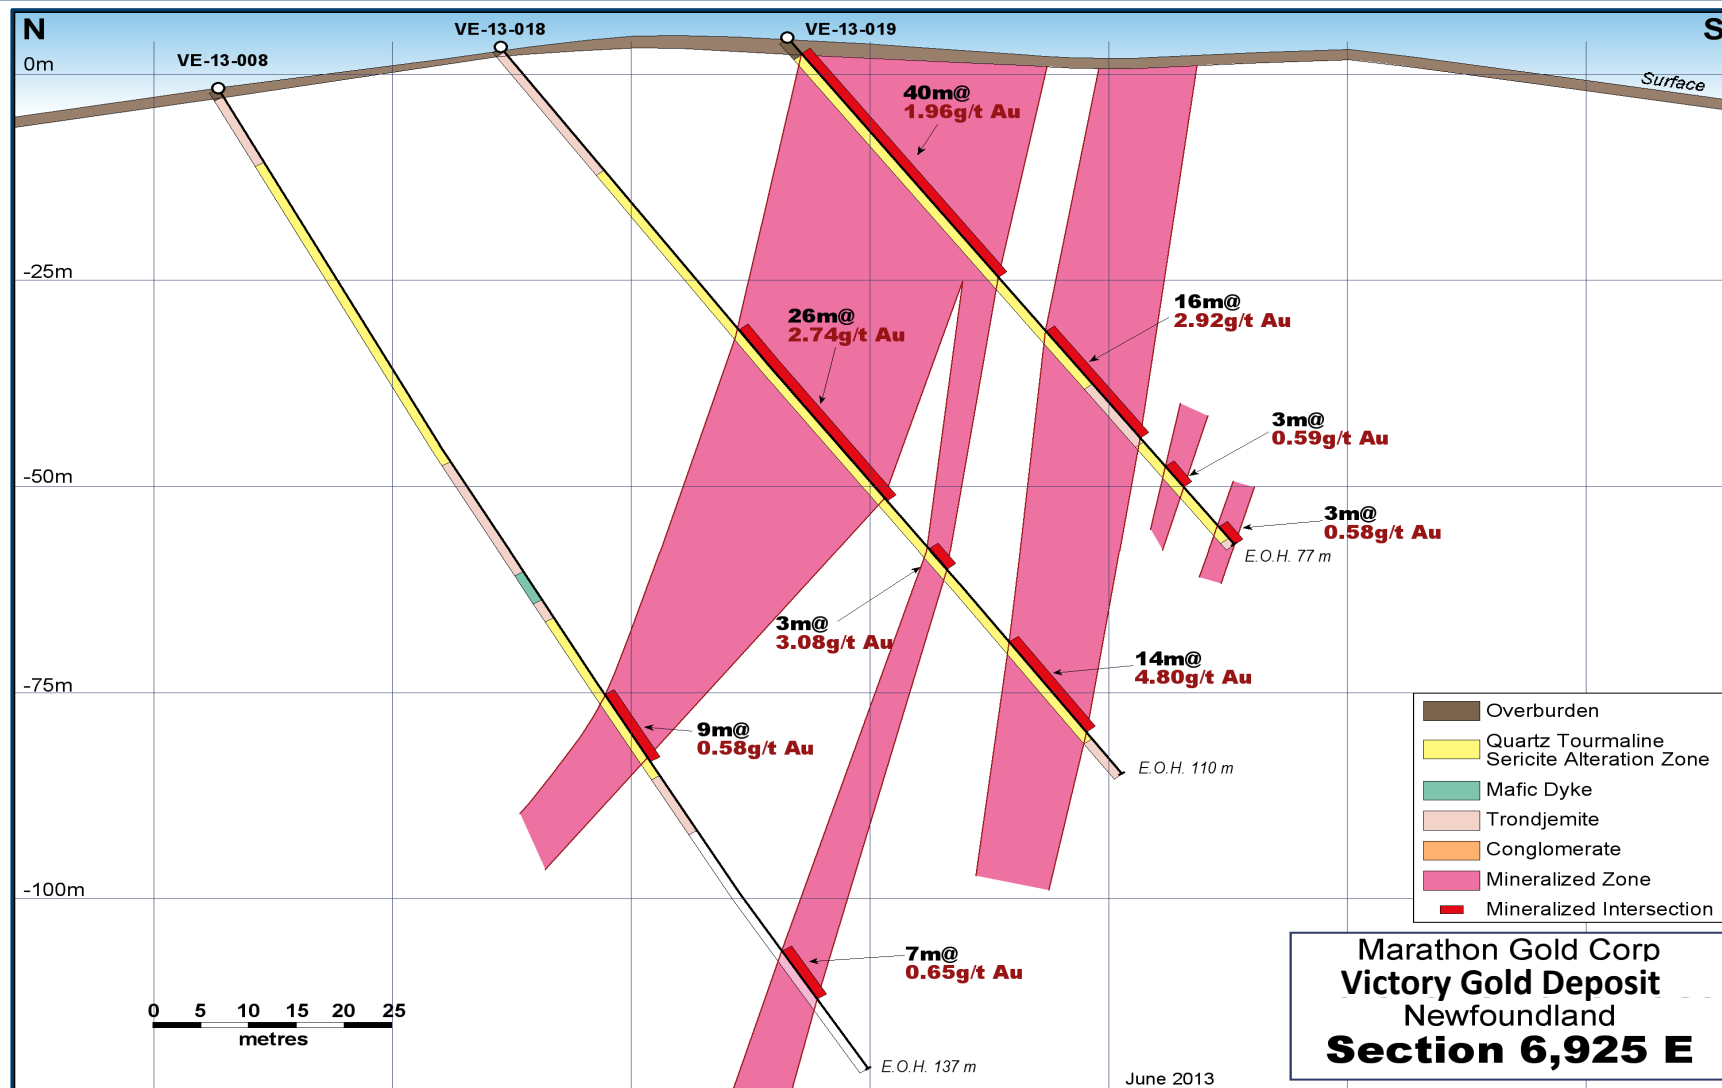 N
S
VE-13-008
VE-13-018
VE-13-019
0m
Surface
40m@
1.96g/t Au
-25m
26m@
2.74g/t Au
16m@
2.92g/t Au
3m@
0.59g/t Au
-50m
3m@
0.58g/t Au
E.O.H. 77 m
3m@
3.08g/t Au
14m@
4.80g/t Au
-75m
9m@
0.58g/t Au
E.O.H. 110 m
Overburden
Quartz Tourmaline
Sericite Alteration Zone
Mafic Dyke
Trondjemite
Conglomerate
Mineralized Zone
Mineralized Intersection
-100m
7m@
0.65g/t Au
0 5 10 15 20 25
metres
E.O.H. 137 m
June 2013
Marathon Gold Corp
Victory Gold Deposit
Newfoundland
Section 6,925 E